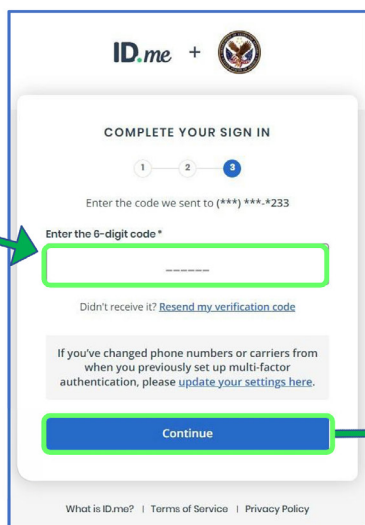 ID.me +
COMPLETE YOUR SIGN IN
1 2 3
Enter the code we sent to (***) ***-*233
Enter the 6-digit code *
______
Didn't receive it? Resend my verification code
If you've changed phone numbers or carriers from
when you previously set up multi-factor
authentication, please update your settings here.
Continue
What is ID.me? | Terms of Service | Privacy Policy